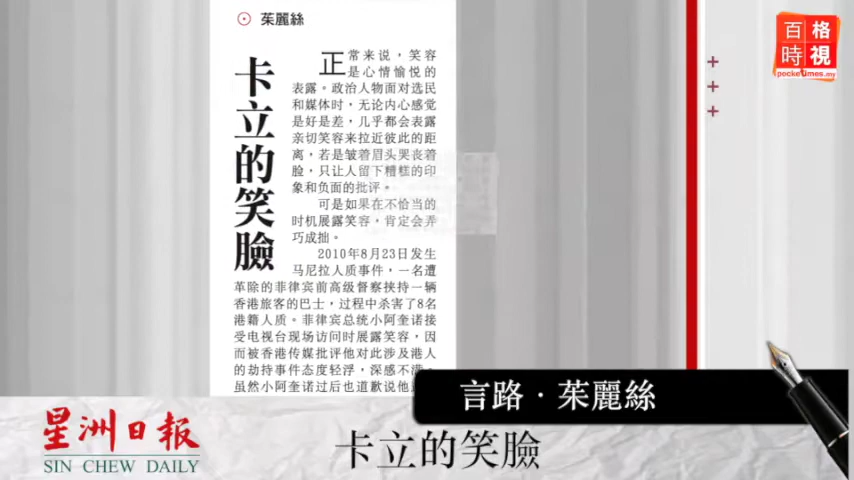 茱麗絲
卡立的笑臉
正常来说，笑容
是心情愉悦的
表露。政治人物面对选民
和媒体时，无论内心感觉
是好是差，几乎都会表露
亲切笑容来拉近彼此的距
离，若是皱着眉头哭丧着
脸，只让人留下糟糕的印
象和负面的批评。
可是如果在不恰当的
时机展露笑容，肯定会弄
巧成拙。
2010年8月23日发生
马尼拉人质事件，一名遭
革除的菲律宾前高级督察挟持一辆
香港旅客的巴士，过程中杀害了8名
港籍人质。菲律宾总统小阿奎诺接
受电视台现场访问时展露笑容，因
而被香港传媒批评他对此涉及港人
的劫持事件态度轻浮，深感不满。
虽然小阿奎诺过后也道歉说他
百格
時視
pocketimes.my
言路·茱麗絲
卡立的笑臉
星洲日報
SIN CHEW DAILY